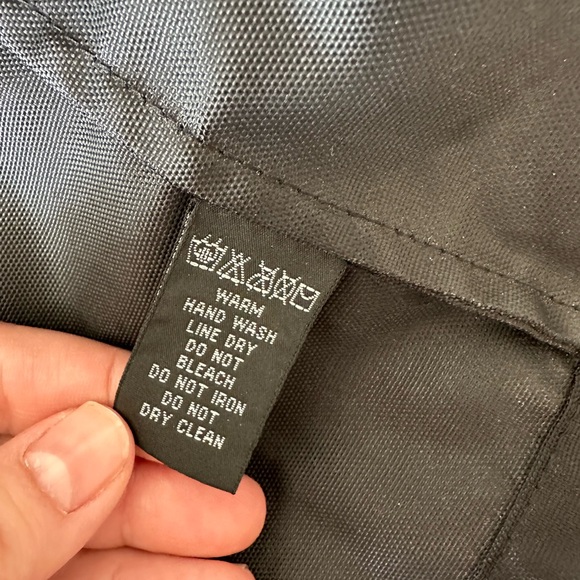 WARM
HAND WASH
LINE DRY
DO NOT
BLEACH
DO NOT IRON
DO NOT
DRY CLEAN